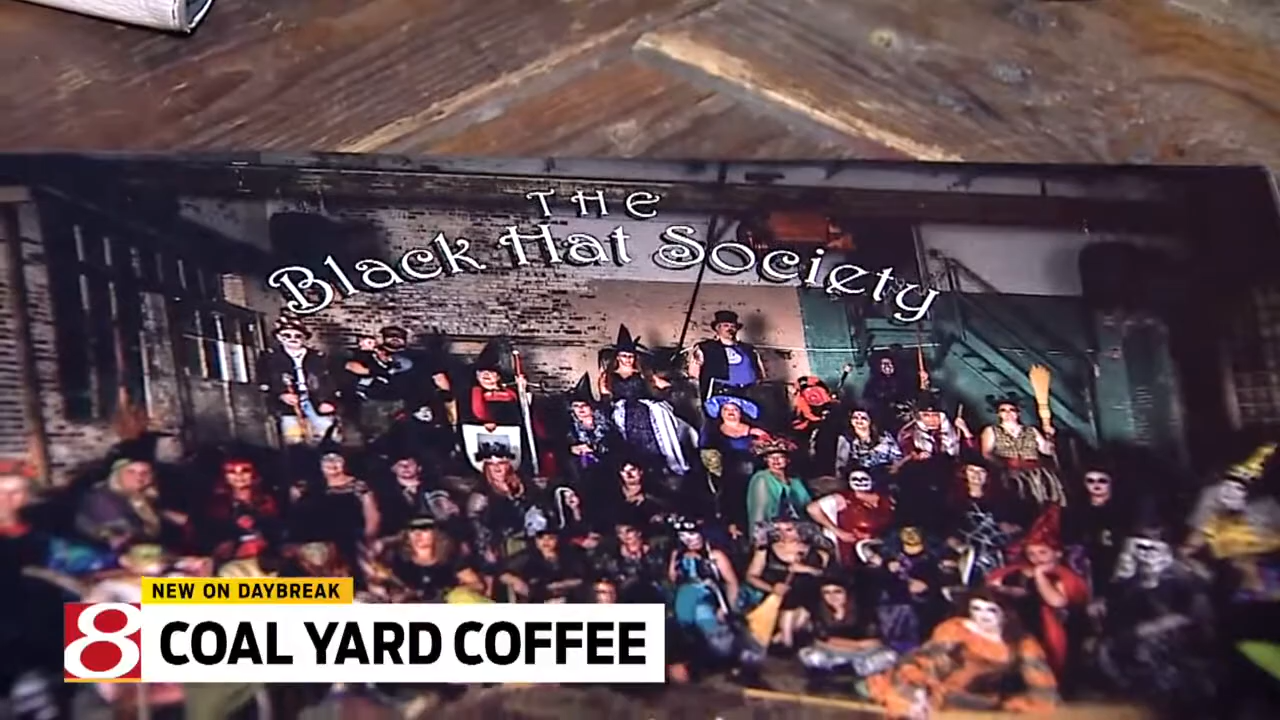 THE
Black Hat Society
NEW ON DAYBREAK
8 COAL YARD COFFEE